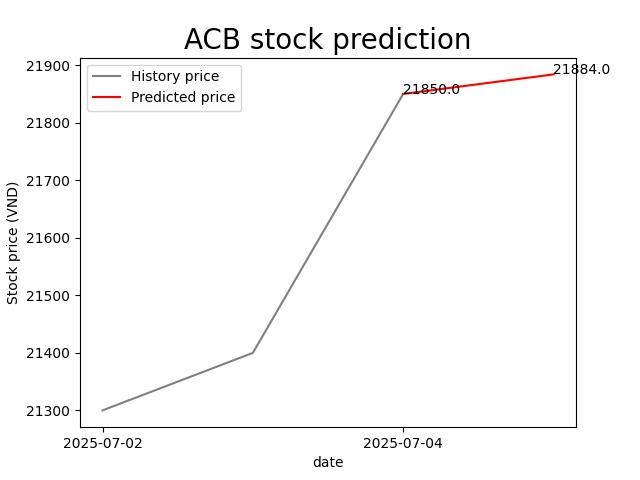 ACB stock prediction
History price
Predicted price
21850.0
21884.0
21900
21800
21700
21600
21500
21400
21300
Stock price (VND)
2025-07-02
2025-07-04
date